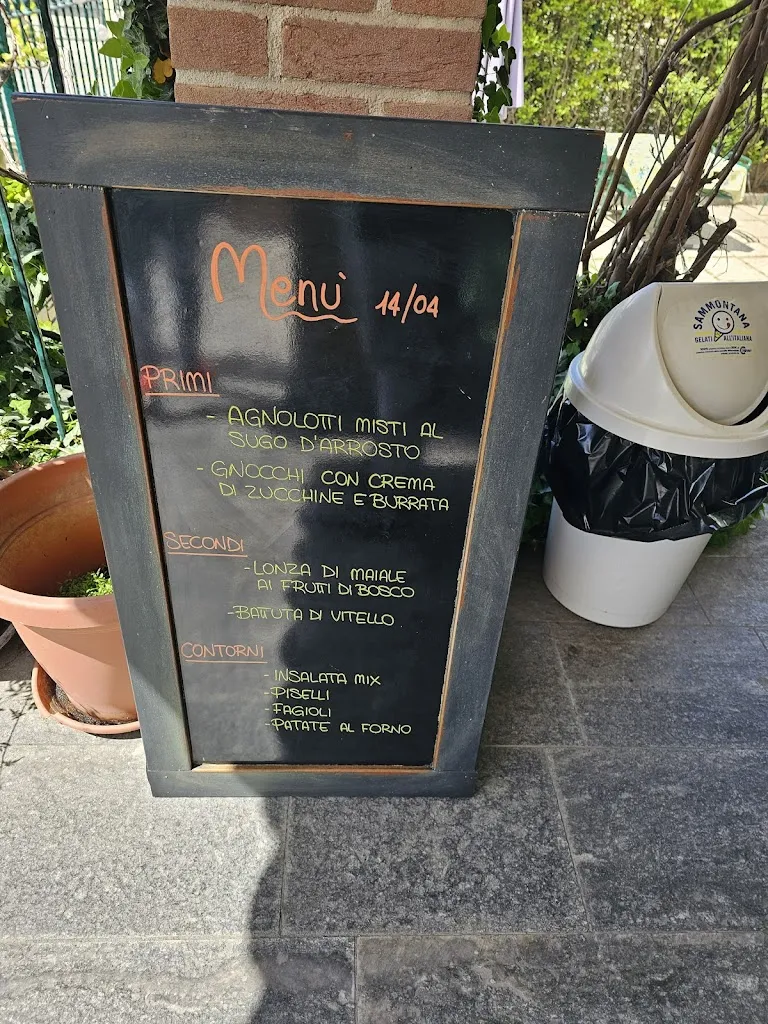 Menù 14/04
PRIMI
- AGNOLOTTI MISTI AL
SUGO D'ARROSTO
- GNOCCHI CON CREMA
DI ZUCCHINE E BURRATA
SECONDI
- LONZA DI MAIALE
AI FRUTTI DI BOSCO
- BATTUTA DI VITELLO
CONTORNI
- INSALATA MIX
- PISELLI
- FAGIOLI
- PATATE AL FORNO
SAMMONTANA
GELATI ALL'ITALIANA